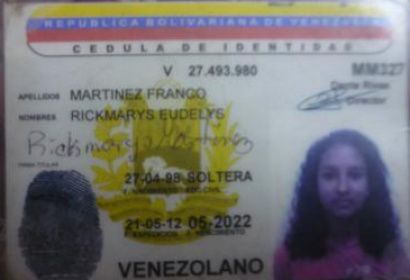 REPUBLICA BOLIVARIANA DE VENEZUELA
CEDULA DE IDENTIDAD
V 27.493.980
MM327
APELLIDOS MARTINEZ FRANCO
Director
NOMBRES RICKMARYS EUDELYS
Rickmarys Martinez
FIRMA TITULAR
27-04-98 SOLTERA
F. NACIMIENTO EDO CIVIL
21-05-12 05-2022
F. EXPEDICION F. VENCIMIENTO
VENEZOLANO